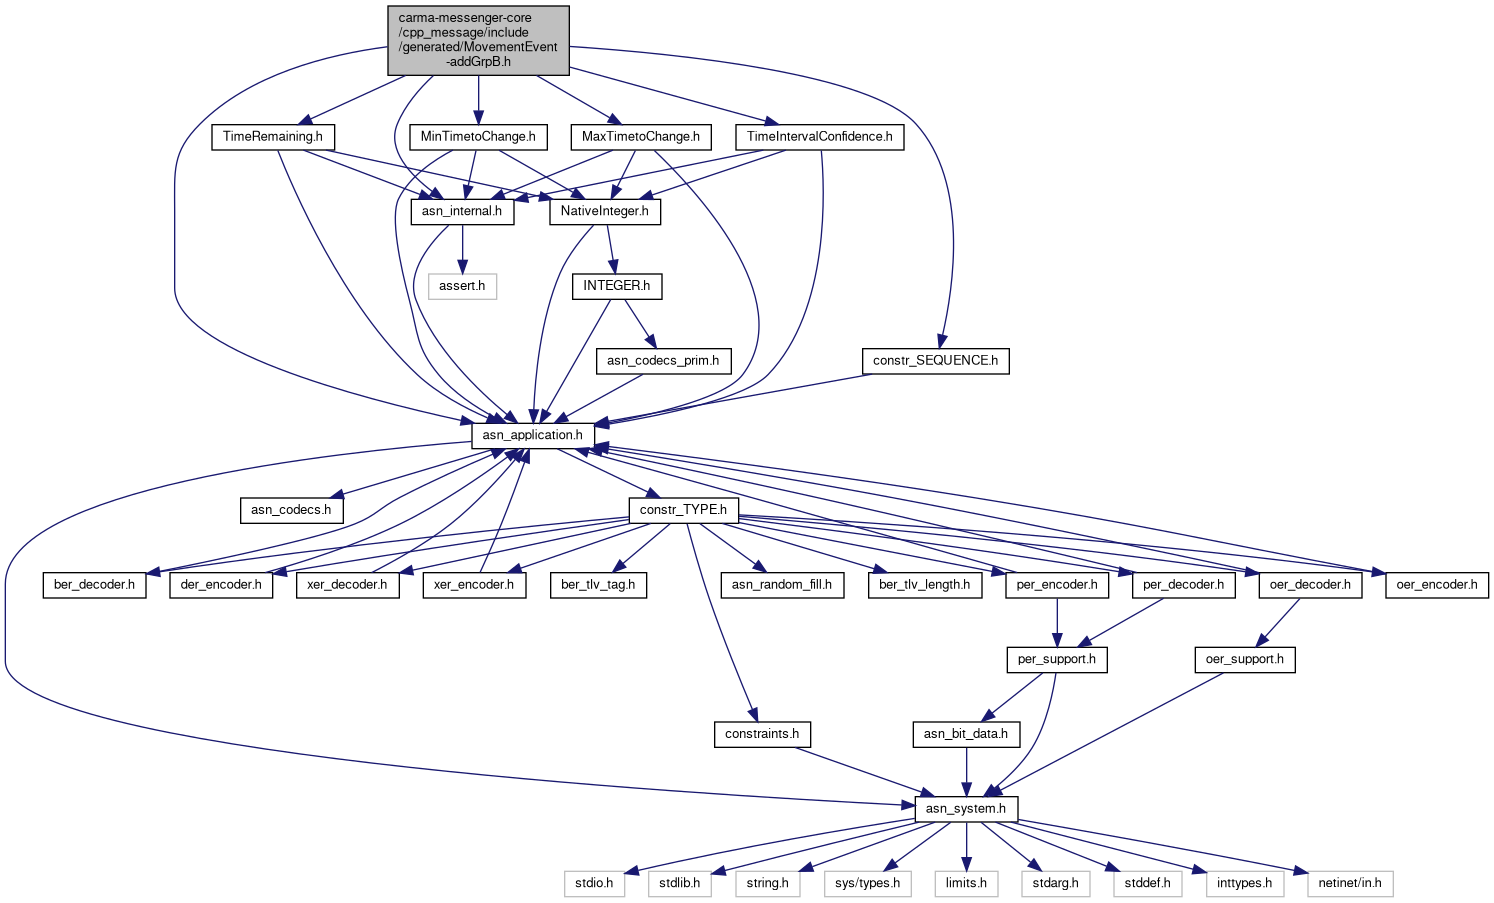 carma-messenger-core
/cpp_message/include
/generated/MovementEvent
-addGrpB.h
TimeRemaining.h
MinTimetoChange.h
MaxTimetoChange.h
TimeIntervalConfidence.h
asn_internal.h
NativeInteger.h
assert.h
INTEGER.h
asn_codecs_prim.h
constr_SEQUENCE.h
asn_application.h
asn_codecs.h
constr_TYPE.h
ber_decoder.h
der_encoder.h
xer_decoder.h
xer_encoder.h
ber_tlv_tag.h
asn_random_fill.h
ber_tlv_length.h
per_encoder.h
per_decoder.h
oer_decoder.h
oer_encoder.h
per_support.h
oer_support.h
constraints.h
asn_bit_data.h
asn_system.h
stdio.h
stdlib.h
string.h
sys/types.h
limits.h
stdarg.h
stddef.h
inttypes.h
netinet/in.h